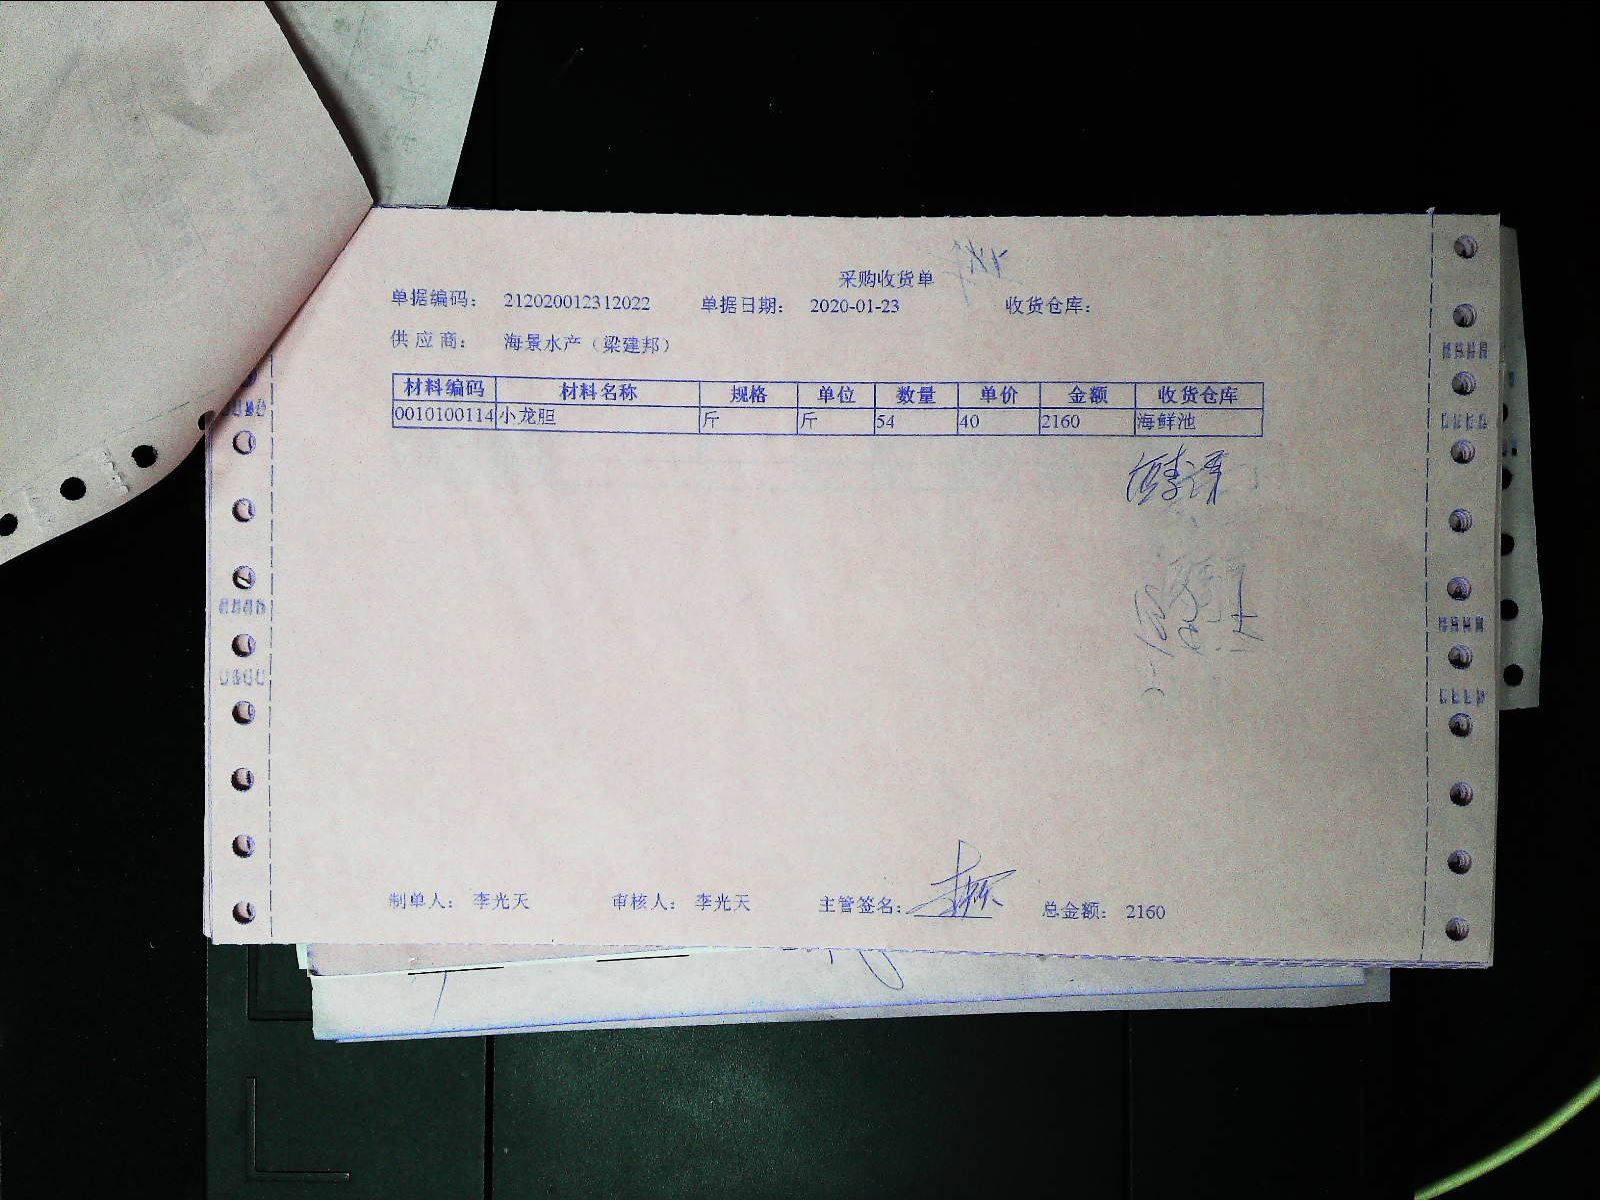 采购收货单
单据编码： 212020012312022 单据日期： 2020-01-23 收货仓库：
供应商： 海景水产（梁建邦）
材料编码 材料名称 规格 单位 数量 单价 金额 收货仓库
0010100114 小龙胆 斤 斤 54 40 2160 海鲜池
制单人： 李光天 审核人： 李光天 主管签名： 总金额： 2160